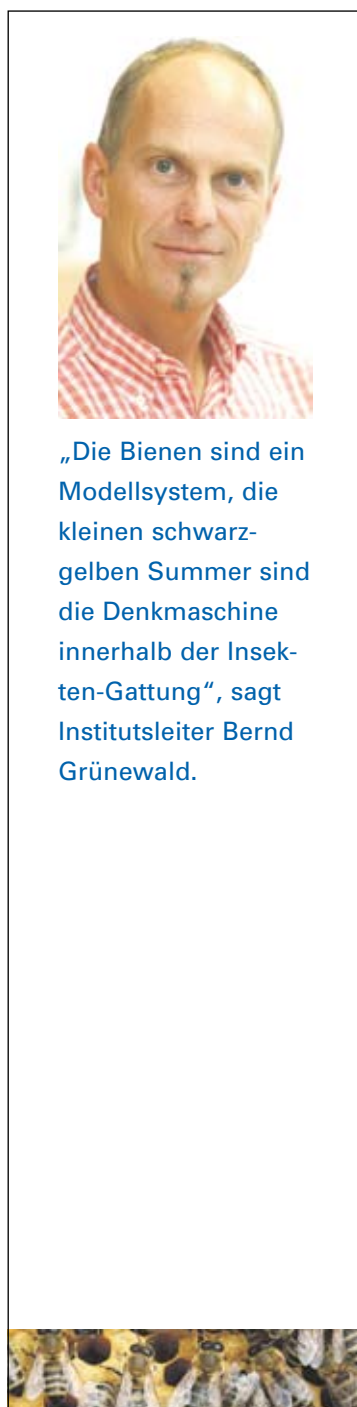 „Die Bienen sind ein
Modellsystem, die
kleinen schwarz-
gelben Summer sind
die Denkmaschine
innerhalb der Insek-
ten-Gattung“, sagt
Institutsleiter Bernd
Grünewald.